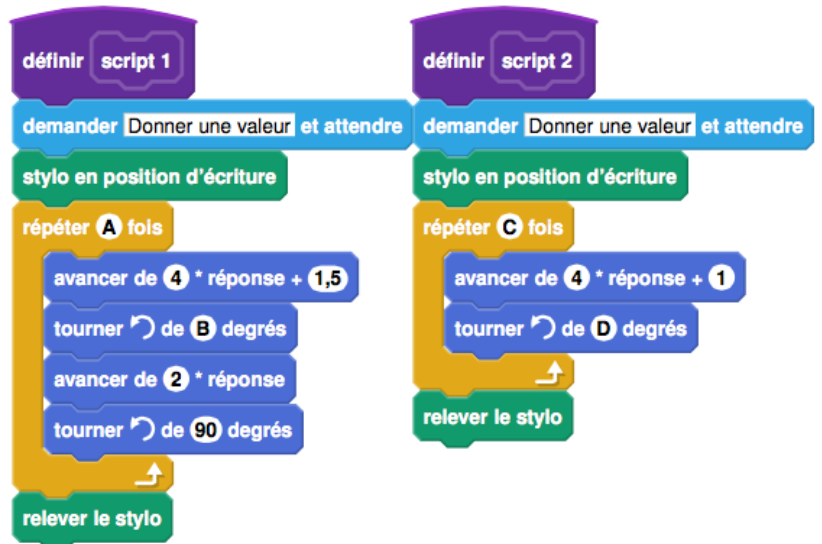 définir script 1
demander Donner une valeur et attendre
stylo en position d'écriture
répéter A fois
avancer de 4 * réponse + 1,5
tourner de B degrés
avancer de 2 * réponse
tourner de 90 degrés
relever le stylo
définir script 2
demander Donner une valeur et attendre
stylo en position d'écriture
répéter C fois
avancer de 4 * réponse + 1
tourner de D degrés
relever le stylo